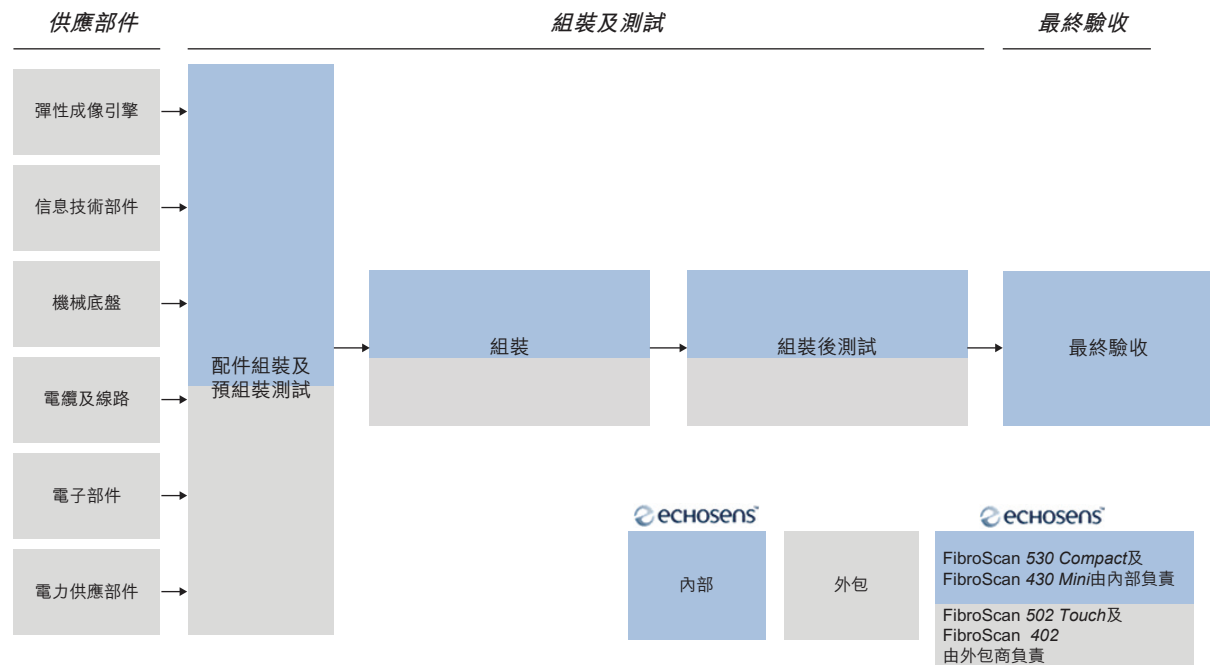 供應部件
組裝及測試
最終驗收
彈性成像引擎
信息技術部件
機械底盤
電纜及線路
電子部件
電力供應部件
配件組裝及
預組裝測試
組裝
組裝後測試
最終驗收
echosens™
內部
外包
echosens™
FibroScan 530 Compact及
FibroScan 430 Mini由內部負責
FibroScan 502 Touch及
FibroScan 402
由外包商負責